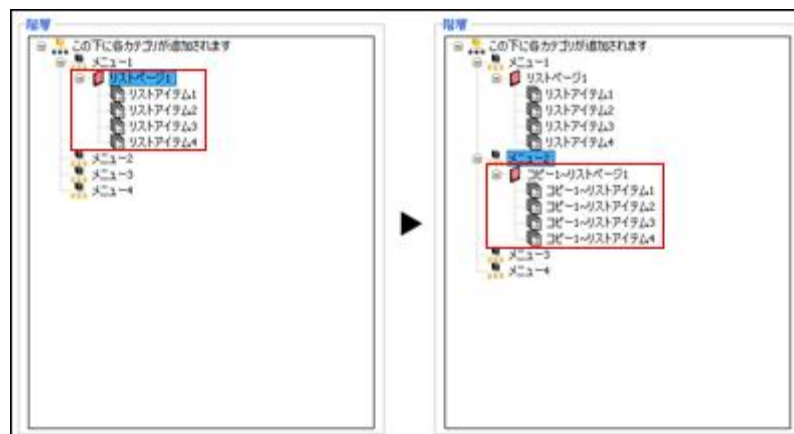 階層
この下に各カテゴリが追加されます
メニュー1
リストページ1
リストアイテム1
リストアイテム2
リストアイテム3
リストアイテム4
メニュー2
メニュー3
メニュー4
階層
この下に各カテゴリが追加されます
メニュー1
リストページ1
リストアイテム1
リストアイテム2
リストアイテム3
リストアイテム4
メニュー2
コピー1~リストページ1
コピー1~リストアイテム1
コピー1~リストアイテム2
コピー1~リストアイテム3
コピー1~リストアイテム4
メニュー3
メニュー4